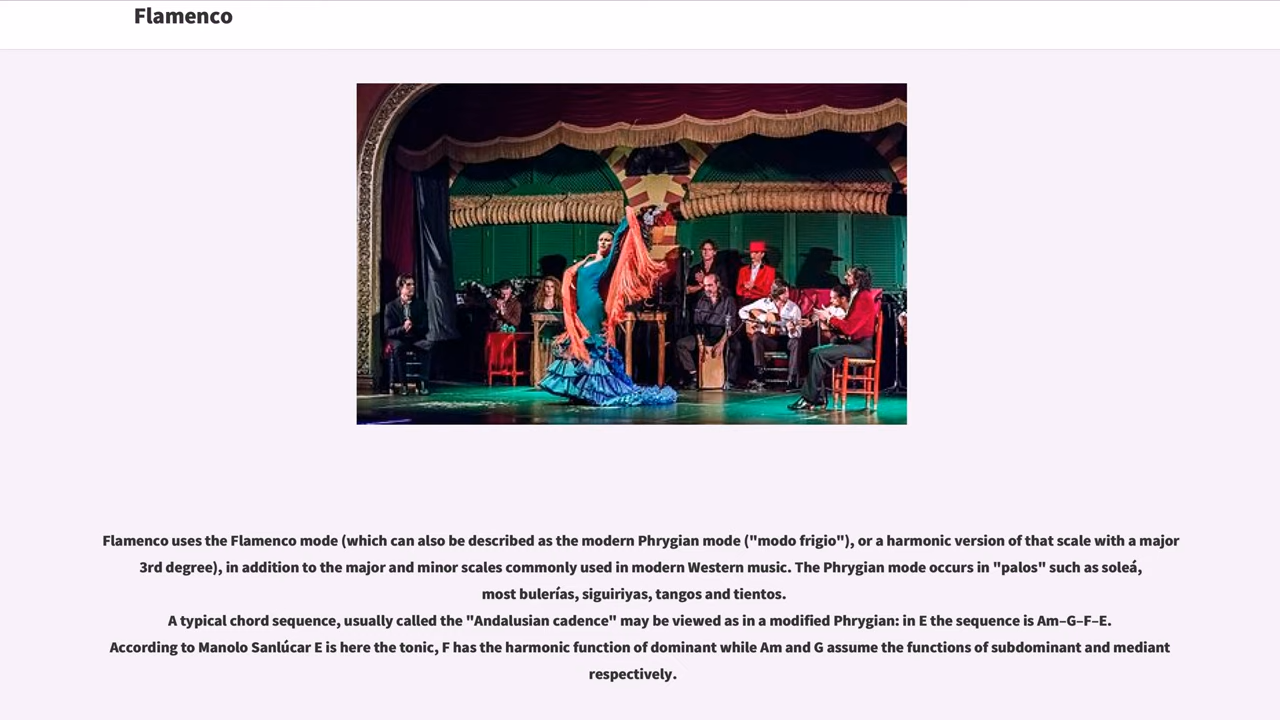 Flamenco
Flamenco uses the Flamenco mode (which can also be described as the modern Phrygian mode ("modo frigio"), or a harmonic version of that scale with a major
3rd degree), in addition to the major and minor scales commonly used in modern Western music. The Phrygian mode occurs in "palos" such as soleá,
most bulerías, siguiriyas, tangos and tientos.
A typical chord sequence, usually called the "Andalusian cadence" may be viewed as in a modified Phrygian: in E the sequence is Am–G–F–E.
According to Manolo Sanlúcar E is here the tonic, F has the harmonic function of dominant while Am and G assume the functions of subdominant and mediant
respectively.